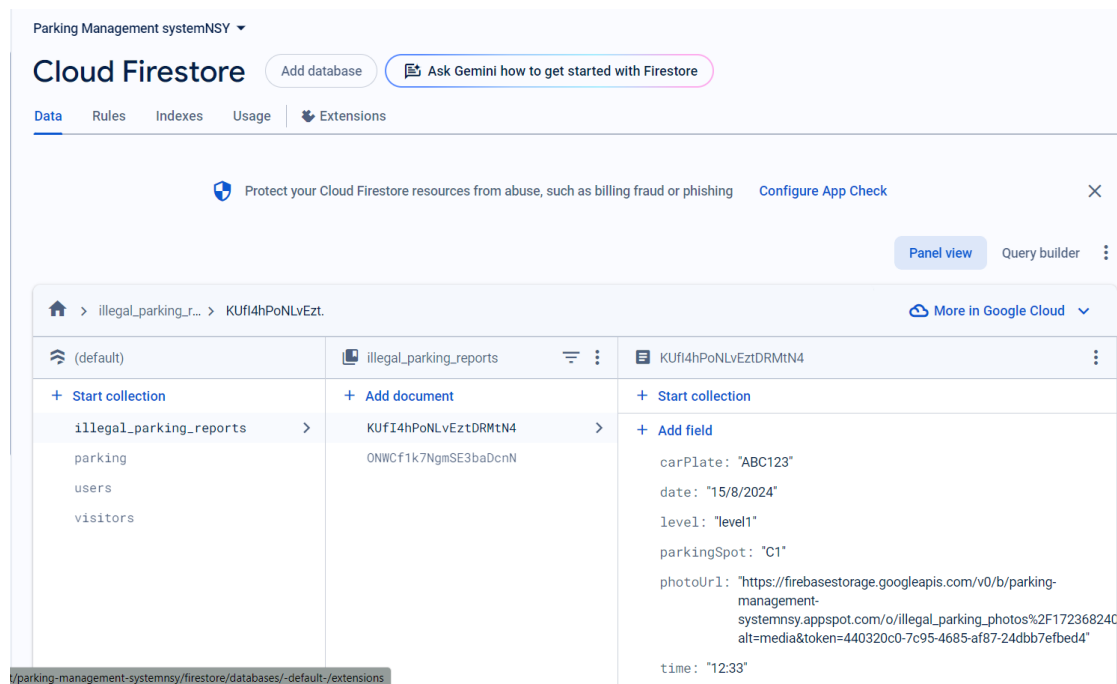 Parking Management systemNSY
Cloud Firestore
Add database
Ask Gemini how to get started with Firestore
Data Rules Indexes Usage Extensions
Protect your Cloud Firestore resources from abuse, such as billing fraud or phishing Configure App Check
Panel view Query builder
illegal_parking_r... > KUfI4hPoNLvEzt.
More in Google Cloud
(default)
illegal_parking_reports
KUfI4hPoNLvEztDRMtN4
+ Start collection
+ Add document
+ Start collection
illegal_parking_reports
KUfI4hPoNLvEztDRMtN4
+ Add field
parking
ONWCf1k7NgmSE3baDcnN
carPlate: "ABC123"
users
date: "15/8/2024"
visitors
level: "level1"
parkingSpot: "C1"
photoUrl: "https://firebasestorage.googleapis.com/v0/b/parking-
management-
systemnsy.appspot.com/o/illegal_parking_photos%2F172368240
alt=media&token=440320c0-7c95-4685-af87-24dbb7efbed4"
time: "12:33"
t/parking-management-systemnsy/firestore/databases/-default-/extensions